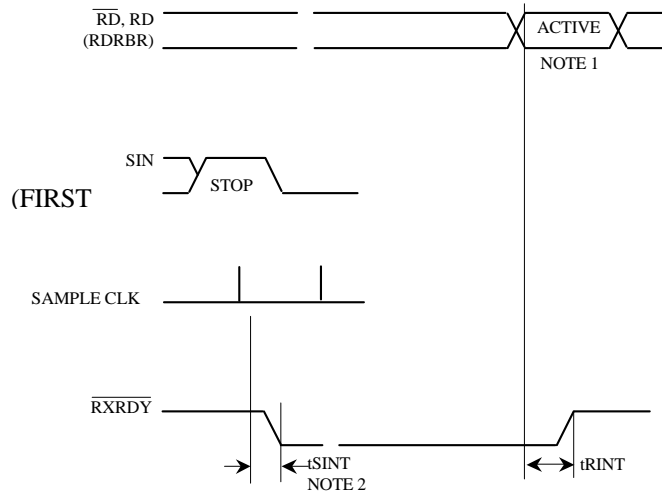 RD, RD
(RDRBR)
ACTIVE
NOTE 1
SIN
STOP
(FIRST
SAMPLE CLK
RXRDY
tSINT
NOTE 2
tRINT